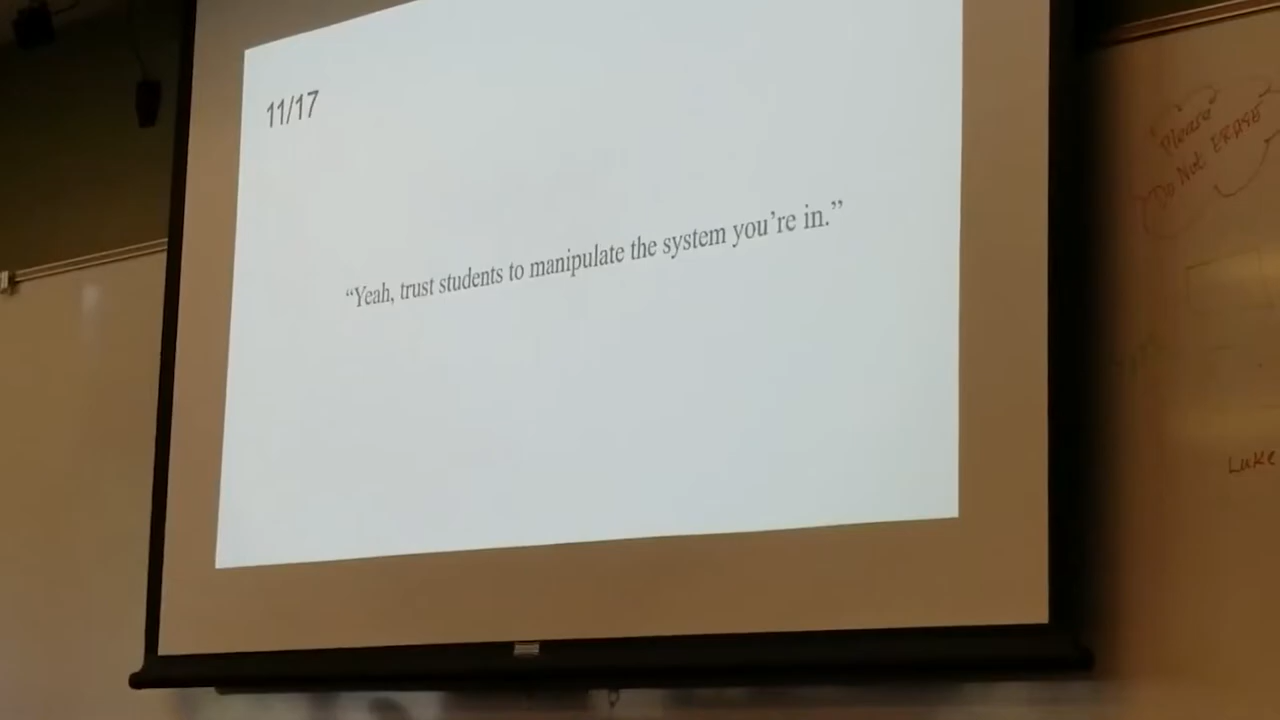 11/17
“Yeah, trust students to manipulate the system you’re in.”
Please
Do Not ERASE
Luke